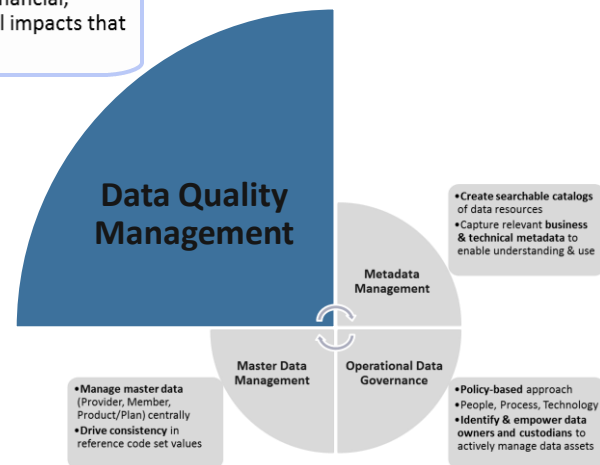 nancial,
l impacts that
Data Quality
Management
•Create searchable catalogs
of data resources
•Capture relevant business
& technical metadata to
enable understanding & use
Metadata
Management
Master Data
Management
Operational Data
Governance
•Manage master data
(Provider, Member,
Product/Plan) centrally
•Drive consistency in
reference code set values
•Policy-based approach
•People, Process, Technology
•Identify & empower data
owners and custodians to
actively manage data assets